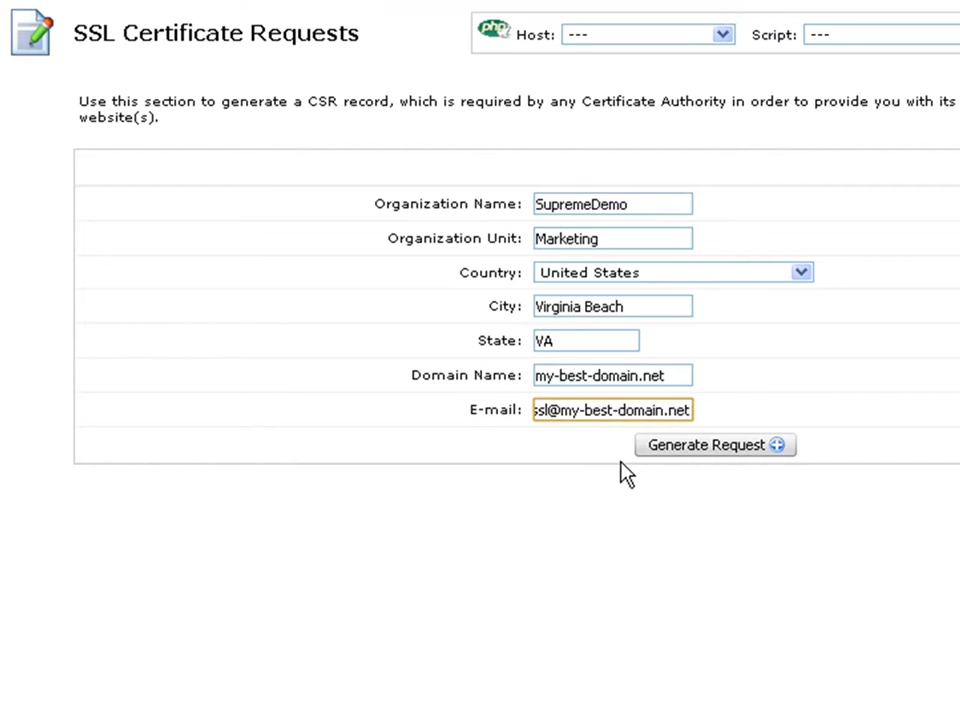 SSL Certificate Requests
php Host: --- Script: ---
Use this section to generate a CSR record, which is required by any Certificate Authority in order to provide you with its
website(s).
Organization Name: SupremeDemo
Organization Unit: Marketing
Country: United States
City: Virginia Beach
State: VA
Domain Name: my-best-domain.net
E-mail: ssl@my-best-domain.net
Generate Request